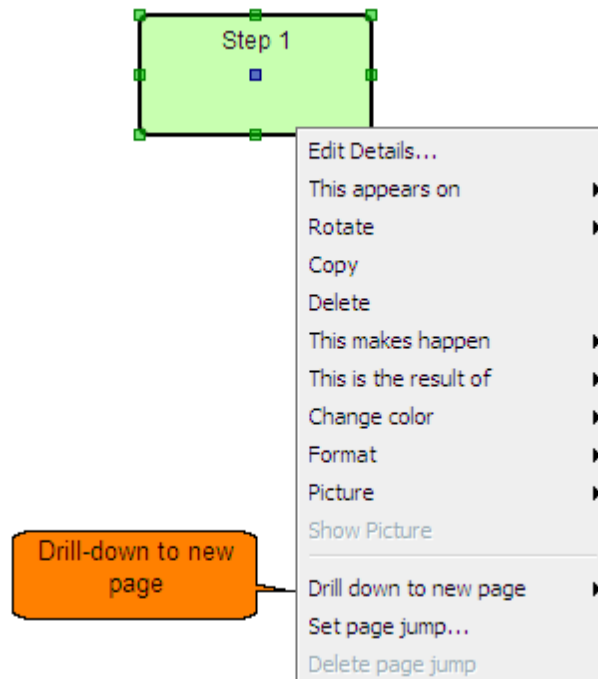 Step 1
Edit Details...
This appears on
Rotate
Copy
Delete
This makes happen
This is the result of
Change color
Format
Picture
Show Picture
Drill-down to new
page
Drill down to new page
Set page jump...
Delete page jump